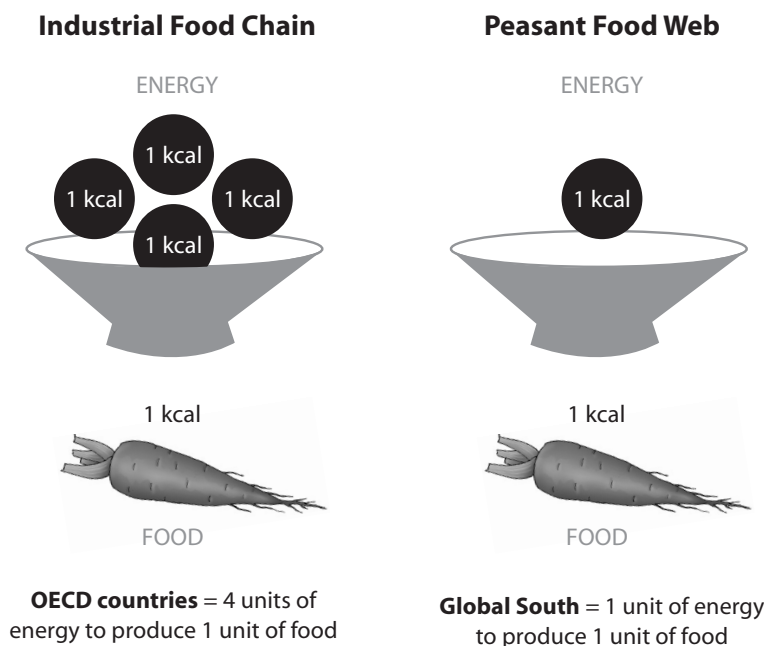 Industrial Food Chain
ENERGY
1 kcal
1 kcal
1 kcal
1 kcal
1 kcal
FOOD
OECD countries = 4 units of
energy to produce 1 unit of food
Peasant Food Web
ENERGY
1 kcal
1 kcal
FOOD
Global South = 1 unit of energy
to produce 1 unit of food